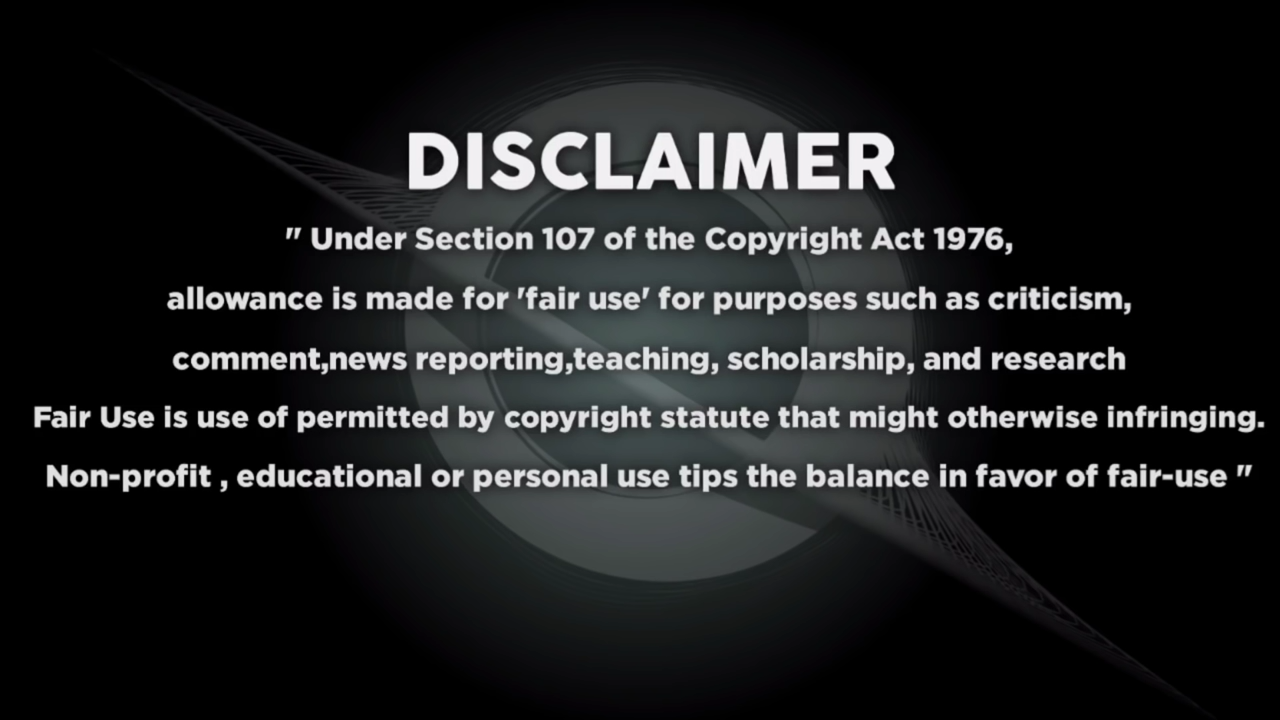 DISCLAIMER
" Under Section 107 of the Copyright Act 1976,
allowance is made for 'fair use' for purposes such as criticism,
comment,news reporting,teaching, scholarship, and research
Fair Use is use of permitted by copyright statute that might otherwise infringing.
Non-profit , educational or personal use tips the balance in favor of fair-use "